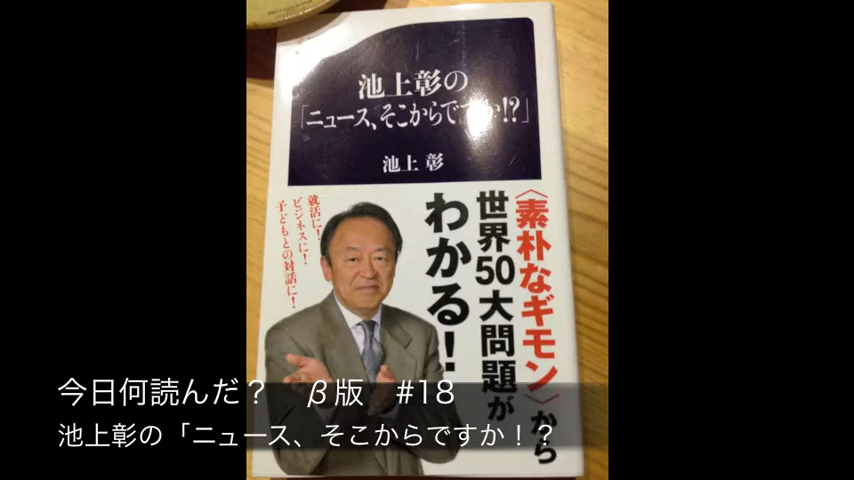 池上彰の
「ニュース、そこからですか!?」
池上 彰
〈素朴なギモン〉から
世界50大問題が
わかる！
就活に！
ビジネスに！
子どもとの対話に！
今日何読んだ？　β版　#18
池上彰の「ニュース、そこからですか！？